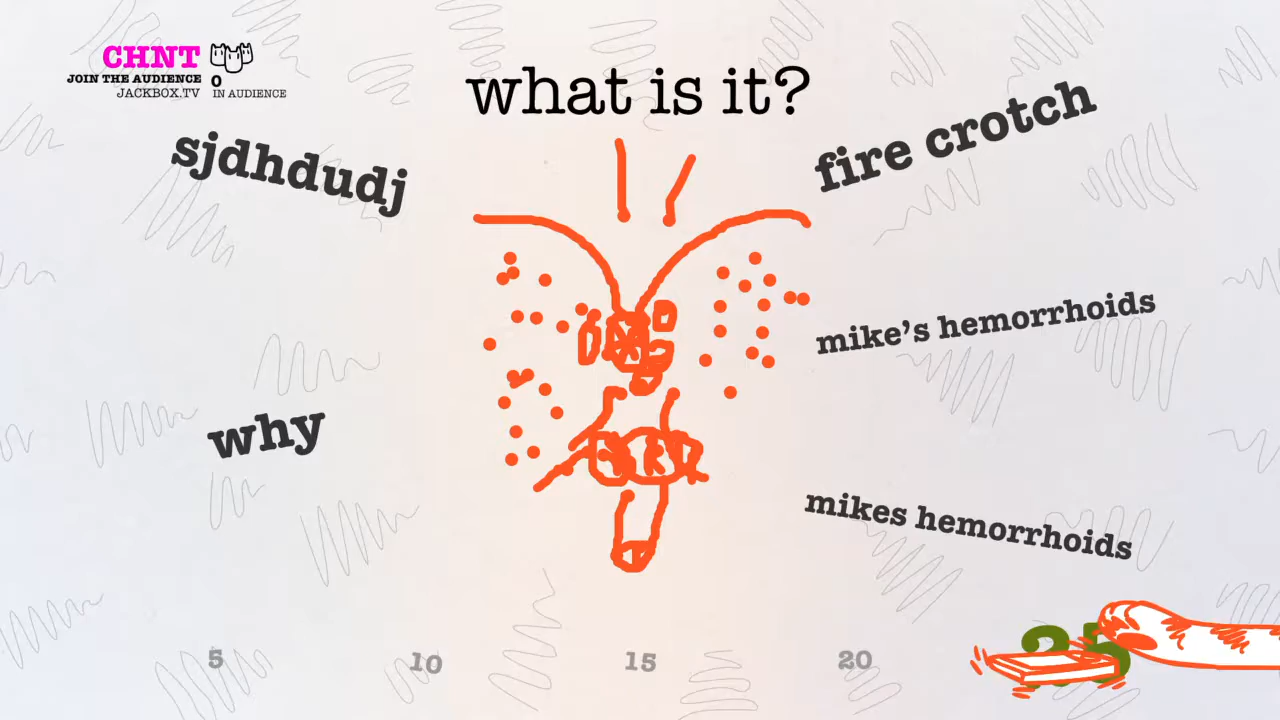 CHNT
JOIN THE AUDIENCE
JACKBOX.TV
0
IN AUDIENCE
what is it?
sjdhdudj
fire crotch
mike's hemorrhoids
why
mikes hemorrhoids
5
10
15
20
25